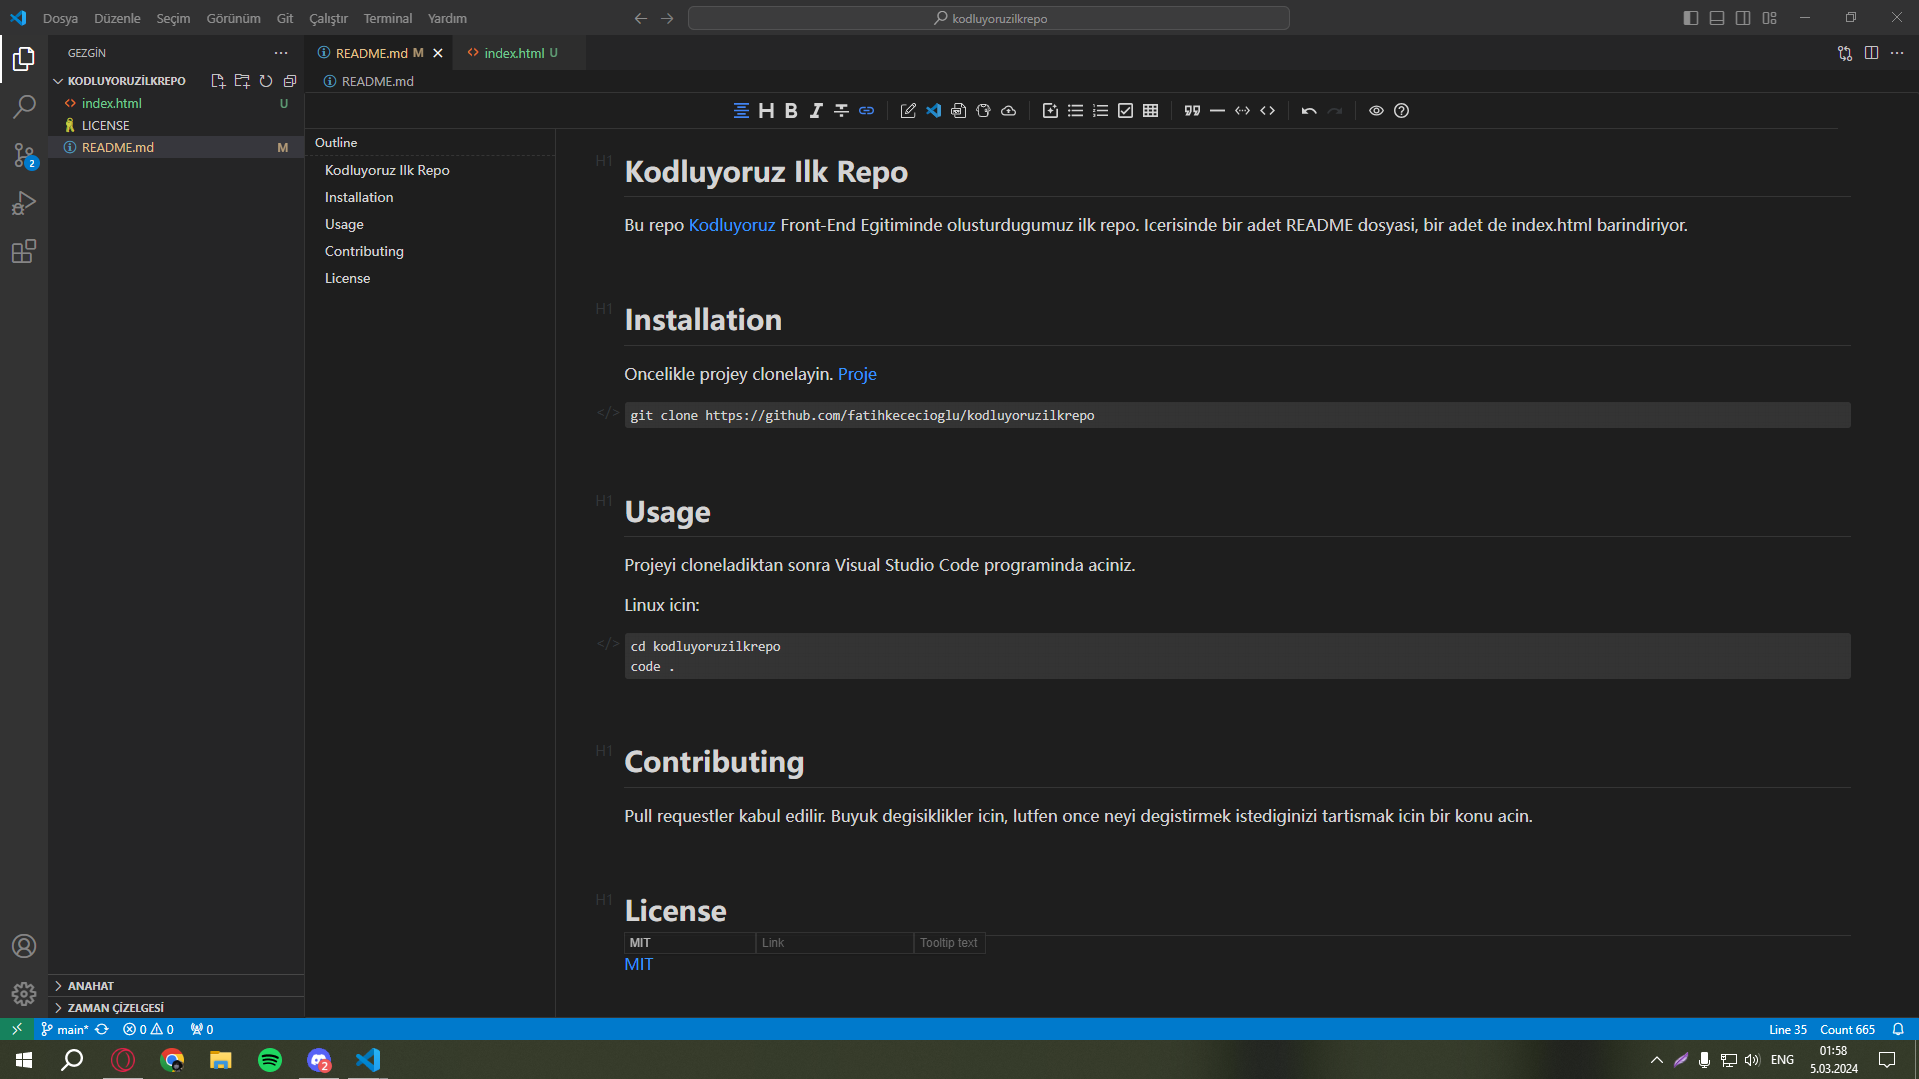 Dosya Düzenle Seçim Görünüm Git Çalıştır Terminal Yardım
kodluyoruzilkrepo
GEZGİN
README.md M
index.html U
KODLUYORUZİLKREPO
README.md
index.html U
LICENSE
README.md M
Outline
Kodluyoruz Ilk Repo
Installation
Usage
Contributing
License
H1
Kodluyoruz Ilk Repo
Bu repo Kodluyoruz Front-End Egitiminde olusturdugumuz ilk repo. Icerisinde bir adet README dosyasi, bir adet de index.html barindiriyor.
H1
Installation
Oncelikle projey clonelayin. Proje
</>
git clone https://github.com/fatihkececioglu/kodluyoruzilkrepo
H1
Usage
Projeyi cloneladiktan sonra Visual Studio Code programinda aciniz.
Linux icin:
</>
cd kodluyoruzilkrepo
code .
H1
Contributing
Pull requestler kabul edilir. Buyuk degisiklikler icin, lutfen once neyi degistirmek istediginizi tartismak icin bir konu acin.
H1
License
MIT Link Tooltip text
MIT
ANAHAT
ZAMAN ÇİZELGESİ
main* 0 0 0
Line 35 Count 665
2
2
ENG
01:58
5.03.2024